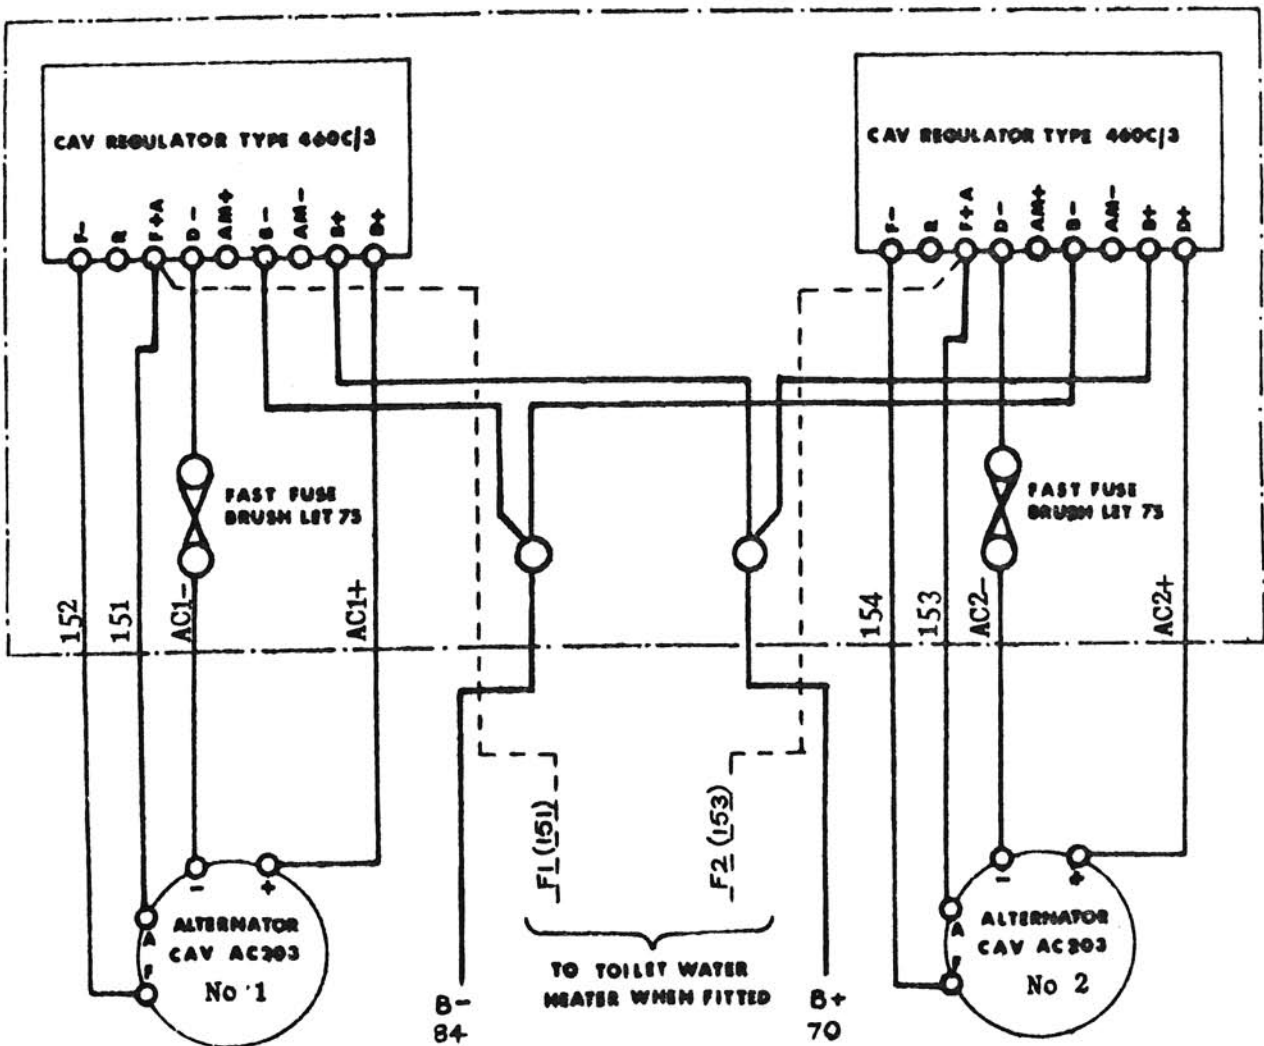 CAV REGULATOR TYPE 460C/3
F- R F+A D- AM+ B- AM- B+ D+
CAV REGULATOR TYPE 460C/3
F- R F+A D- AM+ B- AM- B+ D+
FAST FUSE
BRUSH LET 75
FAST FUSE
BRUSH LET 75
152
151
AC1-
AC1+
154
153
AC2-
AC2+
F1 (151)
F2 (153)
- +
A
F
ALTERNATOR
CAV AC203
No 1
- +
A
F
ALTERNATOR
CAV AC203
No 2
TO TOILET WATER
HEATER WHEN FITTED
B-
84
B+
70